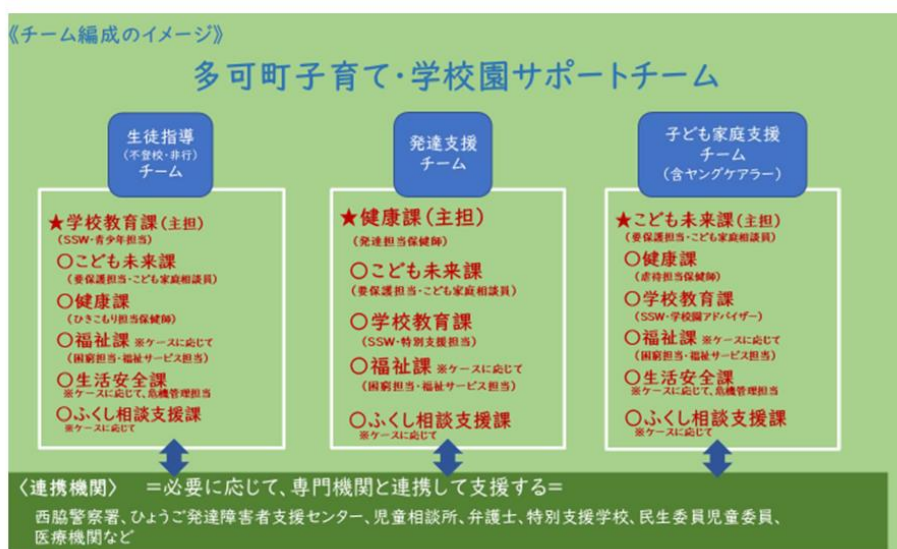 《チーム編成のイメージ》
多可町子育て・学校園サポートチーム
生徒指導
(不登校・非行)
チーム
★学校教育課(主担)
(SSW・青少年担当)
〇こども未来課
(要保護担当・こども家庭相談員)
〇健康課
(ひきこもり担当保健師)
〇福祉課 ※ケースに応じて
(困窮担当・福祉サービス担当)
〇生活安全課
※ケースに応じて、危機管理担当
〇ふくし相談支援課
※ケースに応じて
発達支援
チーム
★健康課(主担)
(発達担当保健師)
〇こども未来課
(要保護担当・こども家庭相談員)
〇学校教育課
(SSW・特別支援担当)
〇福祉課 ※ケースに応じて
(困窮担当・福祉サービス担当)
〇ふくし相談支援課
※ケースに応じて
子ども家庭支援
チーム
(含ヤングケアラー)
★こども未来課(主担)
(要保護担当・こども家庭相談員)
〇健康課
(虐待担当保健師)
〇学校教育課
(SSW・学校園アドバイザー)
〇福祉課 ※ケースに応じて
(困窮担当・福祉サービス担当)
〇生活安全課
※ケースに応じて、危機管理担当
〇ふくし相談支援課
※ケースに応じて
〈連携機関〉 =必要に応じて、専門機関と連携して支援する=
西脇警察署、ひょうご発達障害者支援センター、児童相談所、弁護士、特別支援学校、民生委員児童委員、
医療機関など